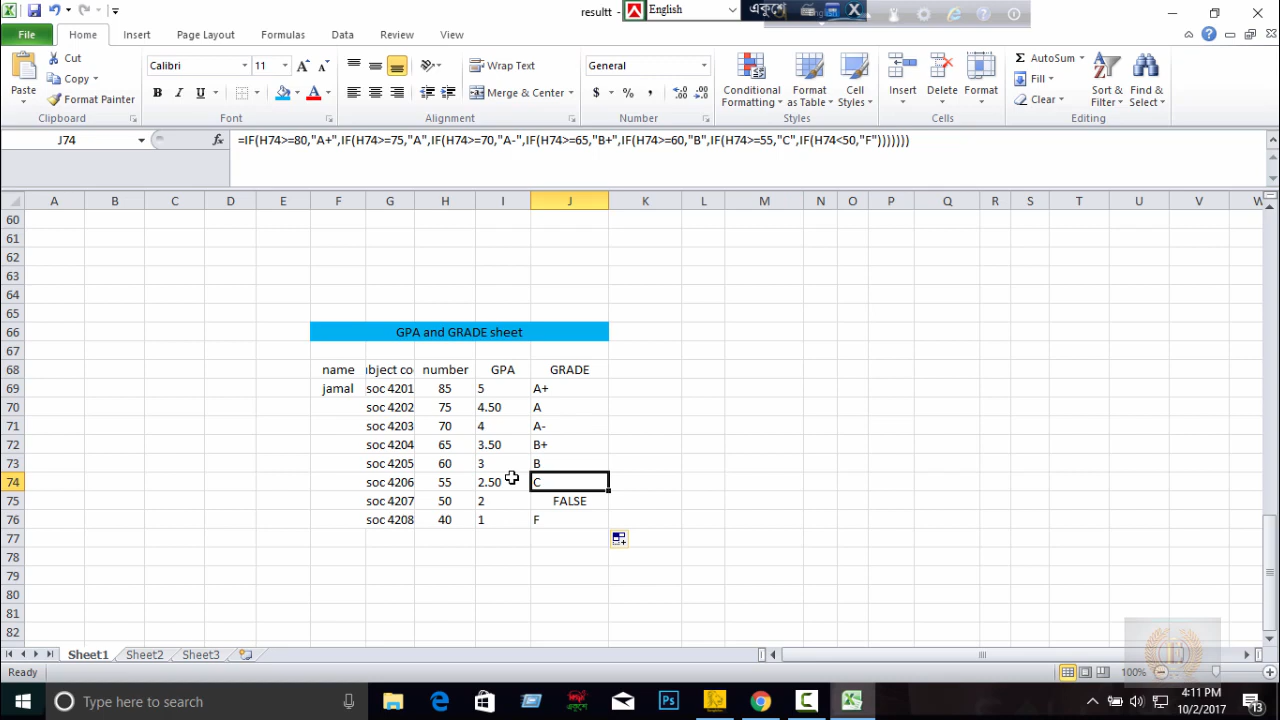 resultt
English
একুশে
English
File Home Insert Page Layout Formulas Data Review View
Cut
Copy
Format Painter
Paste
Clipboard
Calibri 11
B I U
Font
Wrap Text
Merge & Center
Alignment
General
$ % ,
Number
Conditional Formatting
Format as Table
Cell Styles
Styles
Insert Delete Format
Cells
AutoSum
Fill
Clear
Sort & Filter
Find & Select
Editing
J74 fx =IF(H74>=80,"A+",IF(H74>=75,"A",IF(H74>=70,"A-",IF(H74>=65,"B+",IF(H74>=60,"B",IF(H74>=55,"C",IF(H74<50,"F")))))))
A B C D E F G H I J K L M N O P Q R S T U V W
60
61
62
63
64
65
66 GPA and GRADE sheet
67
68 name ubject co number GPA GRADE
69 jamal soc 4201 85 5 A+
70 soc 4202 75 4.50 A
71 soc 4203 70 4 A-
72 soc 4204 65 3.50 B+
73 soc 4205 60 3 B
74 soc 4206 55 2.50 C
75 soc 4207 50 2 FALSE
76 soc 4208 40 1 F
77
78
79
80
81
82
Sheet1 Sheet2 Sheet3
Ready 100%
Type here to search
4:11 PM
10/2/2017
13